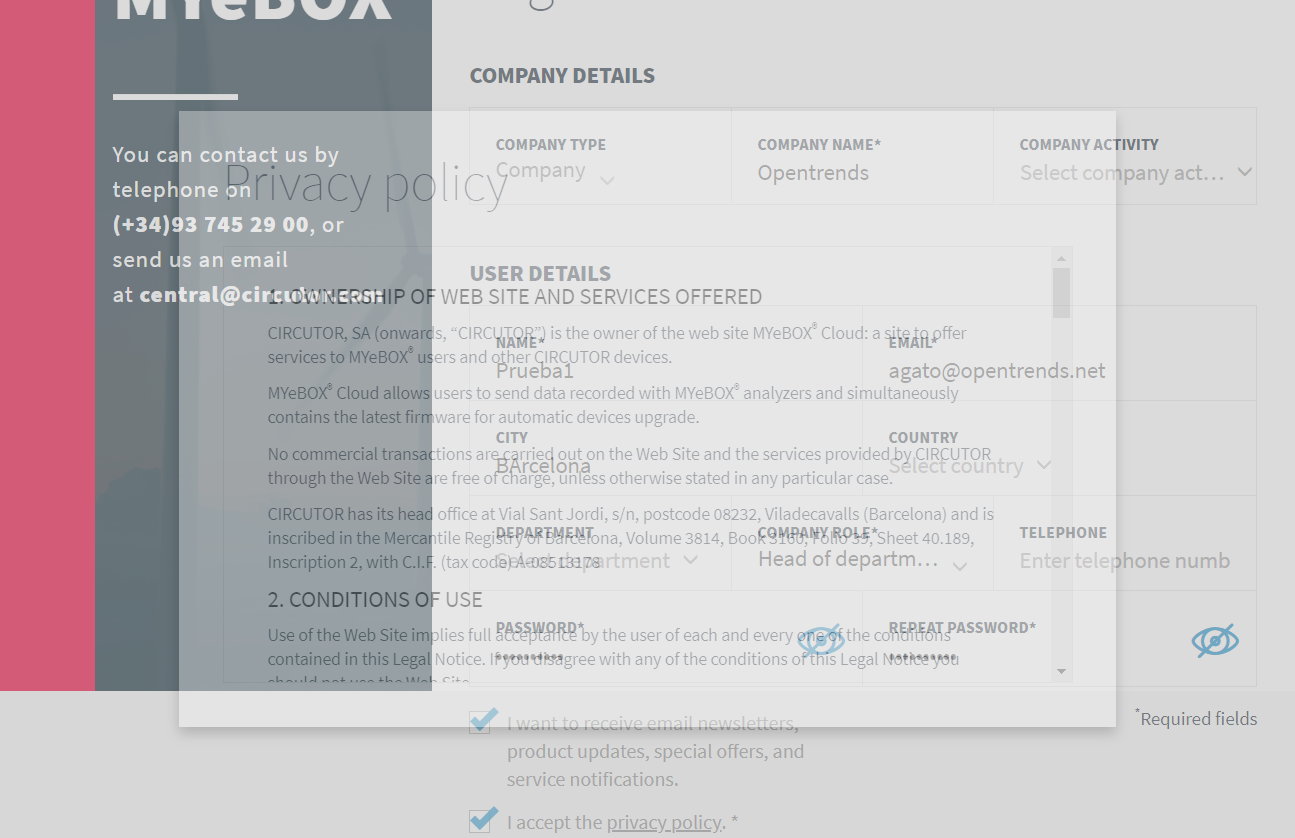 MYeBOX
You can contact us by
telephone on
(+34)93 745 29 00, or
send us an email
at central@circutor.com
COMPANY DETAILS
COMPANY TYPE
Company
COMPANY NAME*
Opentrends
COMPANY ACTIVITY
Select company act...
USER DETAILS
NAME*
Prueba1
EMAIL*
agato@opentrends.net
CITY
BArcelona
COUNTRY
Select country
DEPARTMENT
Select department
COMPANY ROLE*
Head of departm...
TELEPHONE
Enter telephone numb
PASSWORD*
REPEAT PASSWORD*
*Required fields
I want to receive email newsletters,
product updates, special offers, and
service notifications.
I accept the privacy policy. *
Privacy policy
1. OWNERSHIP OF WEB SITE AND SERVICES OFFERED
CIRCUTOR, SA (onwards, “CIRCUTOR”) is the owner of the web site MYeBOX® Cloud: a site to offer
services to MYeBOX® users and other CIRCUTOR devices.
MYeBOX® Cloud allows users to send data recorded with MYeBOX® analyzers and simultaneously
contains the latest firmware for automatic devices upgrade.
No commercial transactions are carried out on the Web Site and the services provided by CIRCUTOR
through the Web Site are free of charge, unless otherwise stated in any particular case.
CIRCUTOR has its head office at Vial Sant Jordi, s/n, postcode 08232, Viladecavalls (Barcelona) and is
inscribed in the Mercantile Registry of Barcelona, Volume 3814, Book 3160, Folio 39, Sheet 40.189,
Inscription 2, with C.I.F. (tax code) A-08513178
2. CONDITIONS OF USE
Use of the Web Site implies full acceptance by the user of each and every one of the conditions
contained in this Legal Notice. If you disagree with any of the conditions of this Legal Notice you
should not use the Web Site.